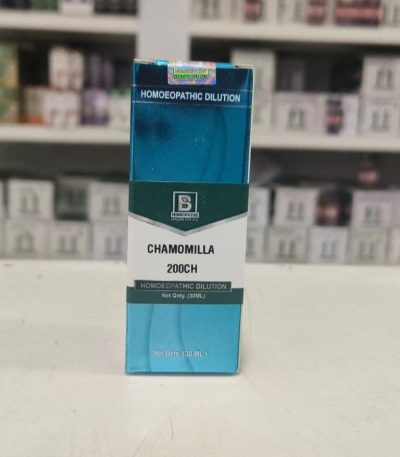 HOMOEOPATHIC DILUTION
B
CHAMOMILLA
200CH
HOMOEOPATHIC DILUTION
Net Qnty. (30ML)
Net Qnty. (30 ML)